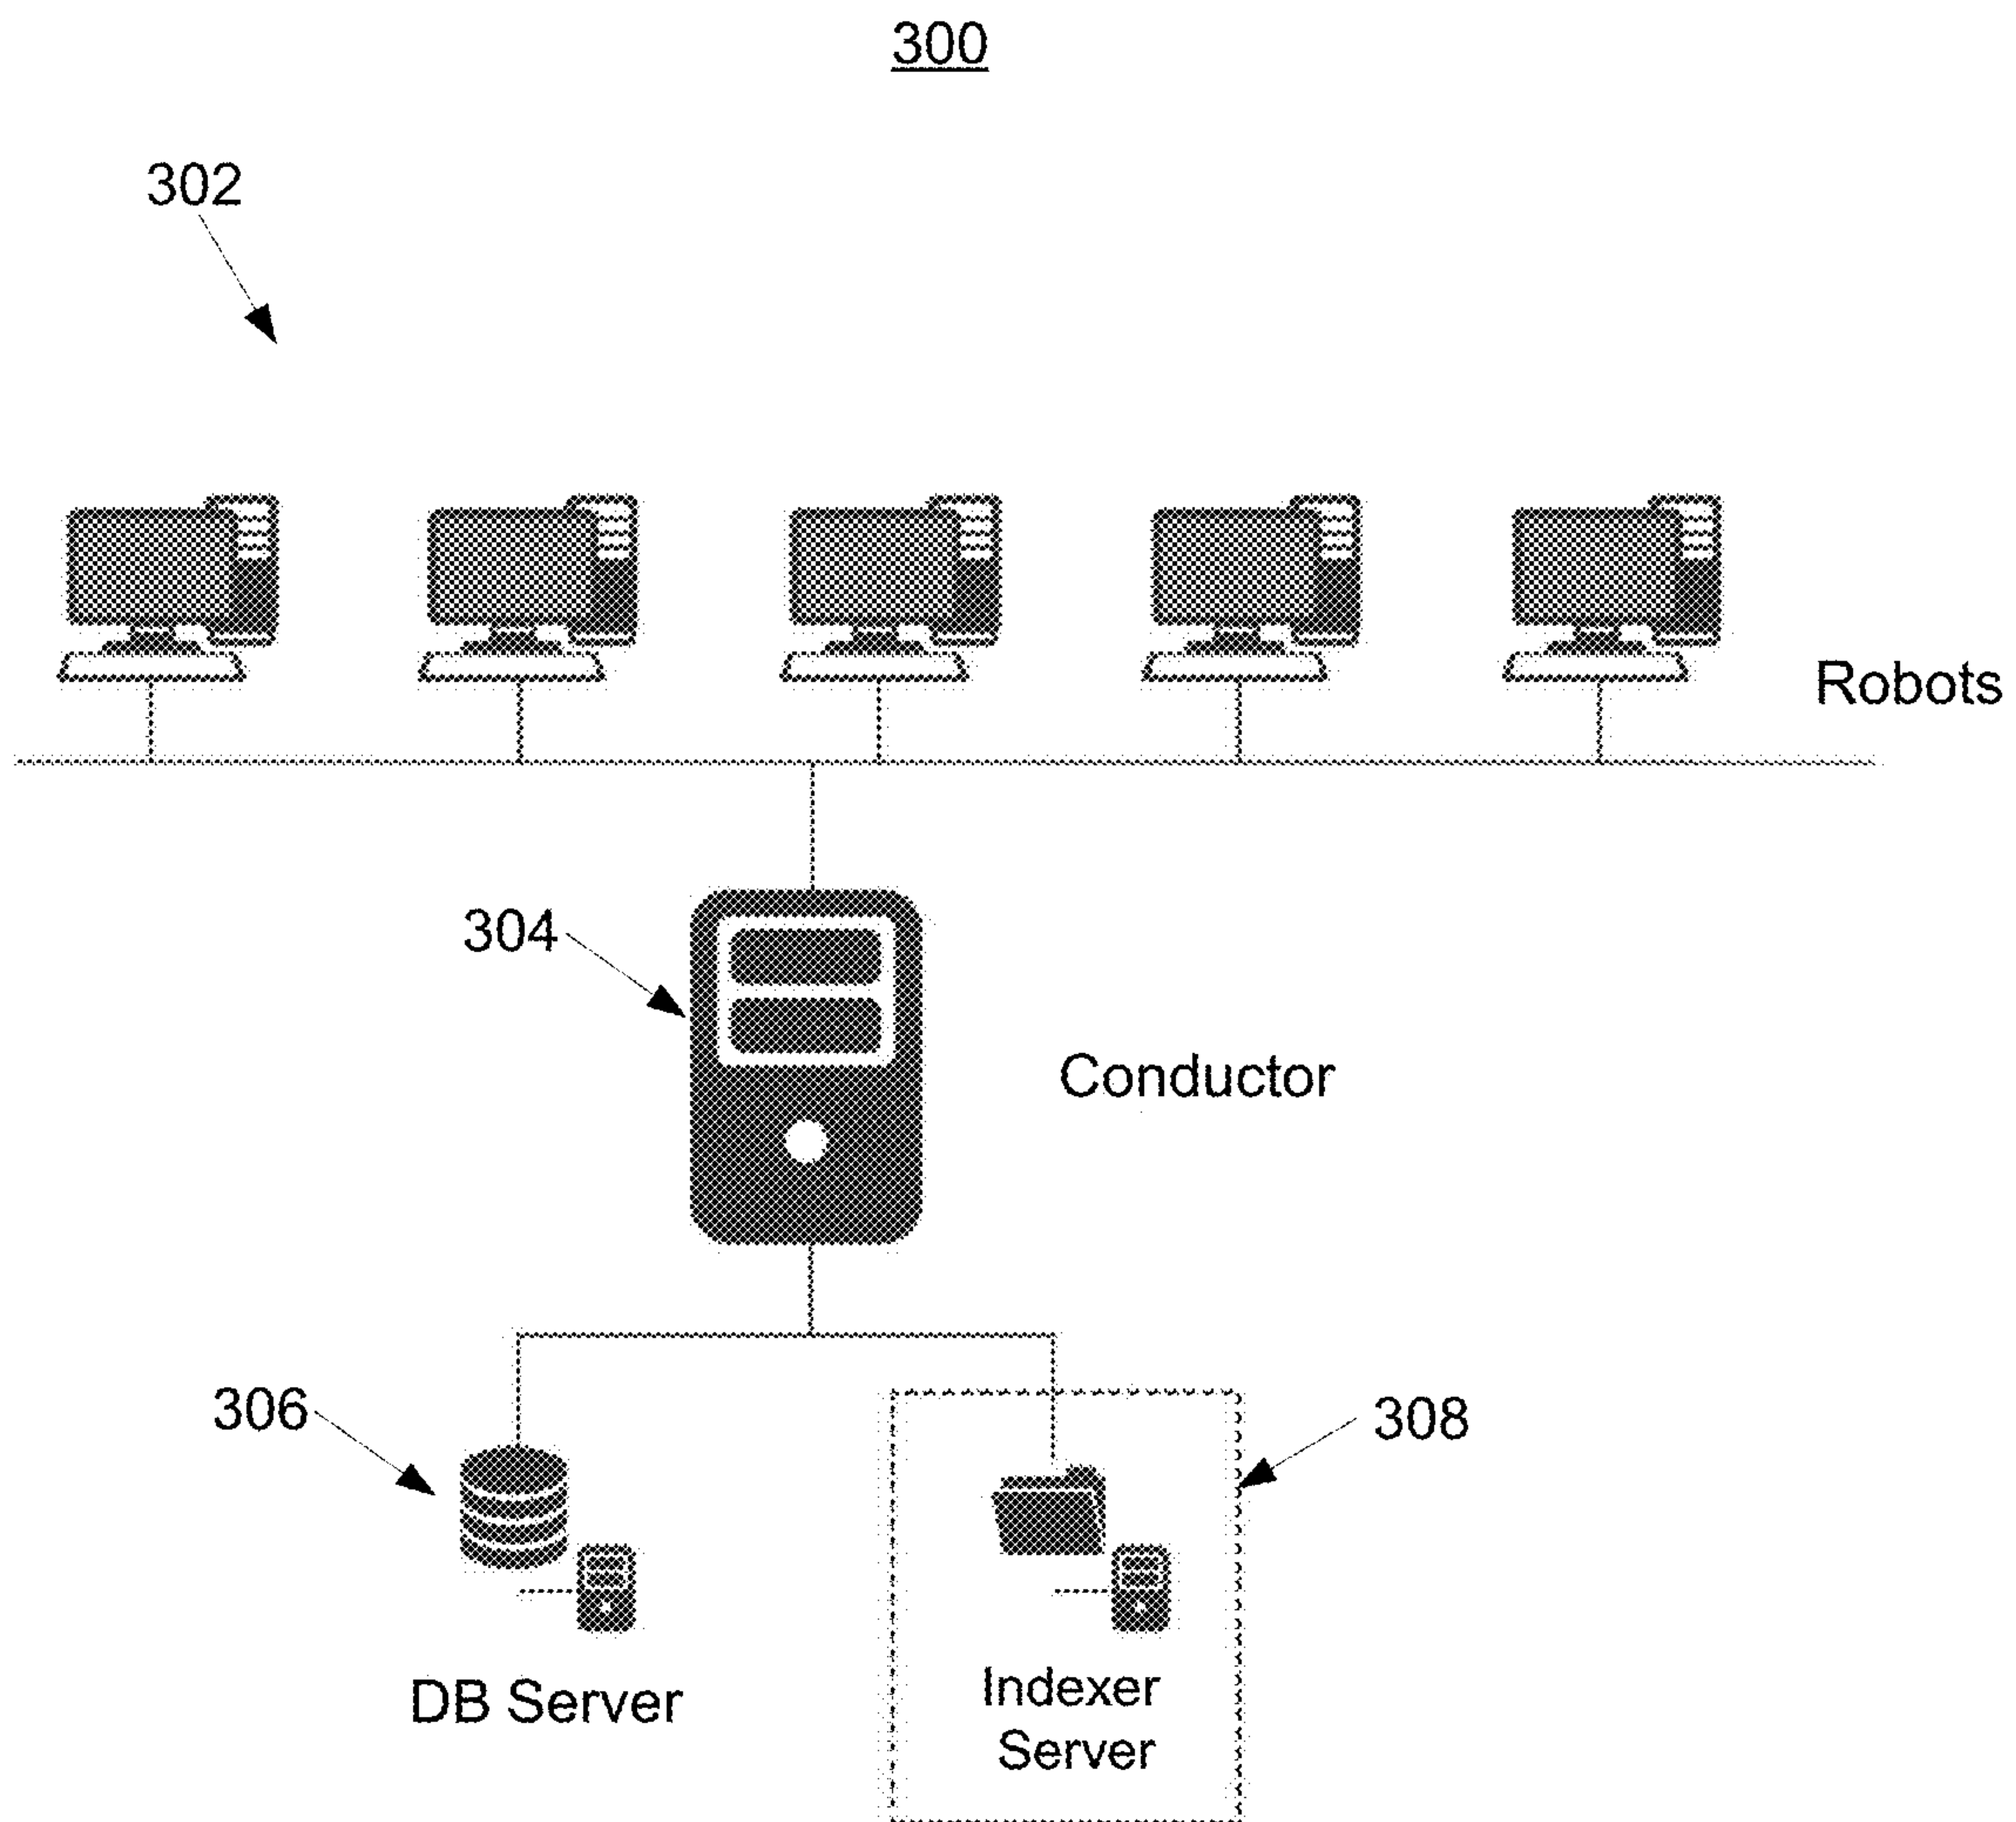 300
302
Robots
304
Conductor
306
308
DB Server
Indexer
Server